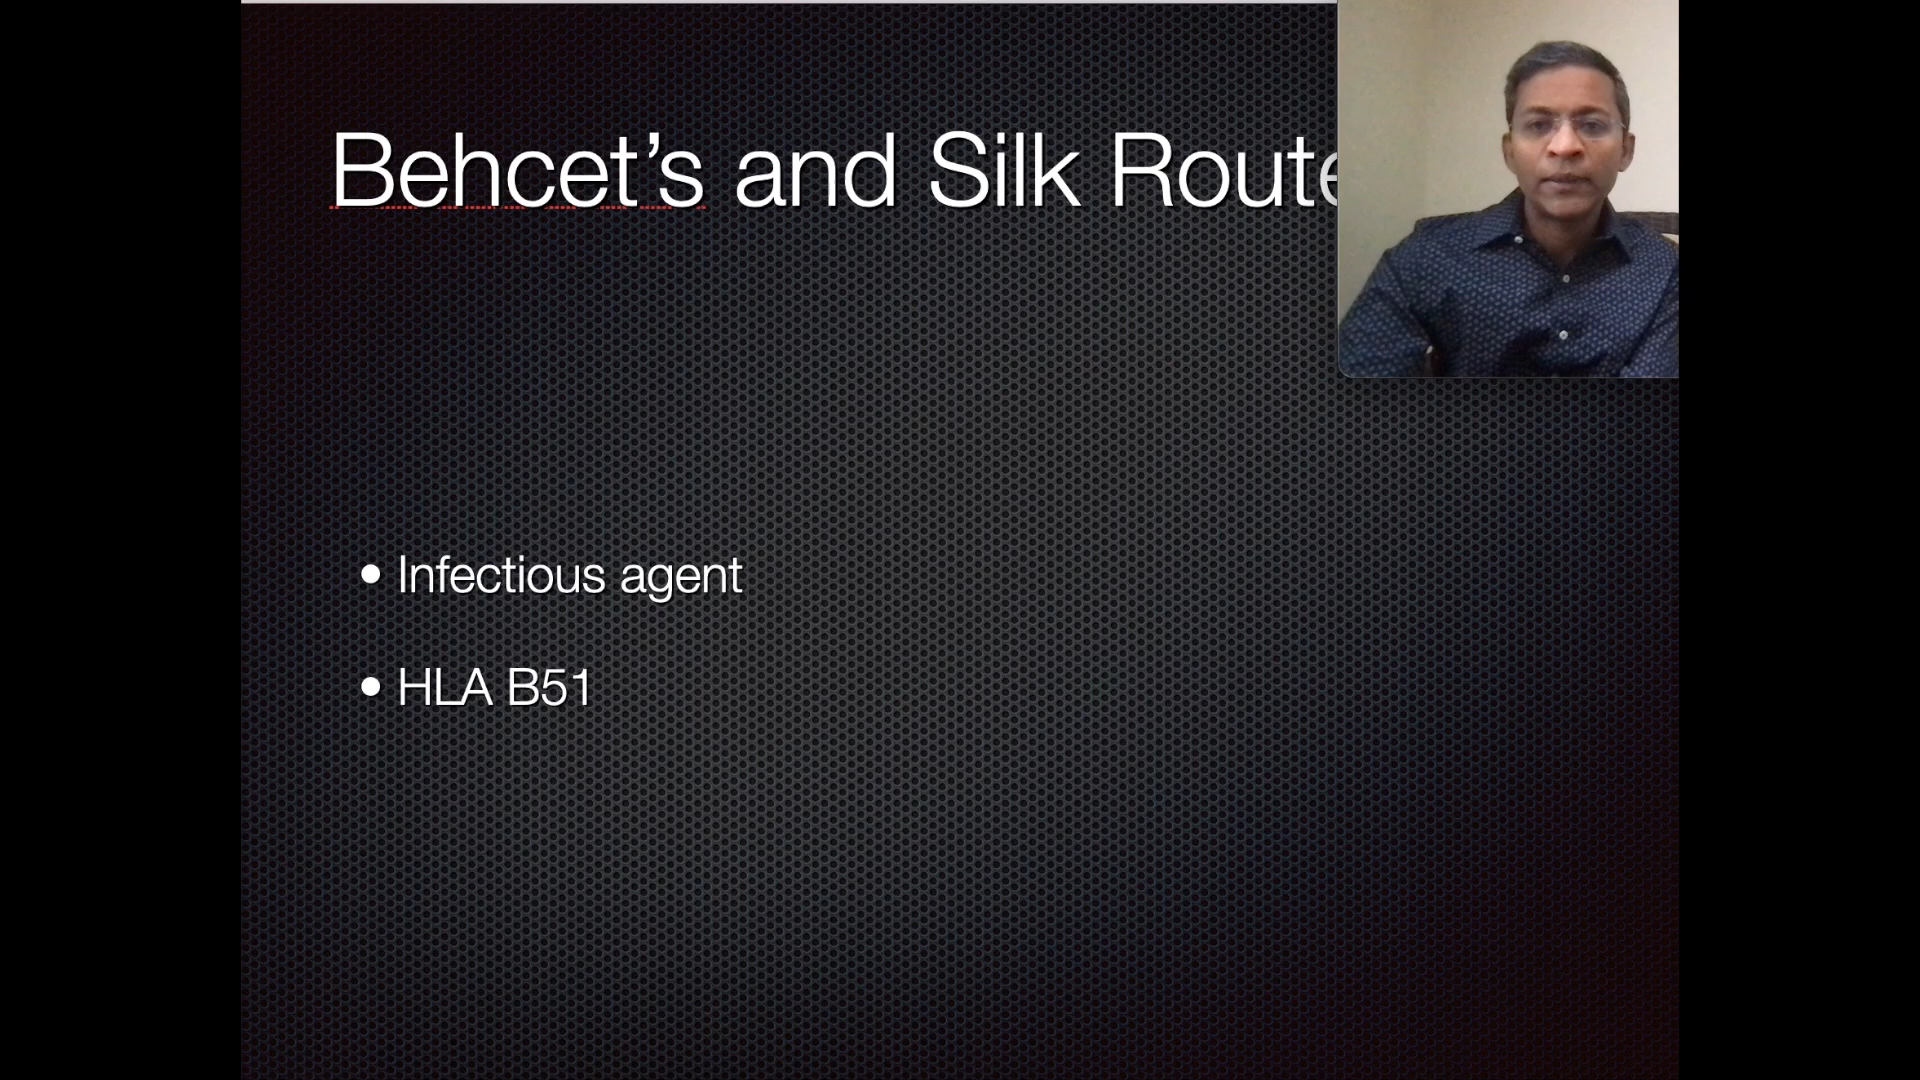 Behcet’s and Silk Route
• Infectious agent
• HLA B51